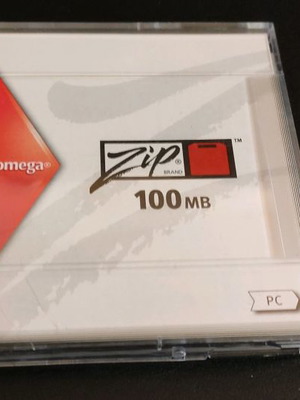 omega®
Zip® BRAND ™
100MB
PC